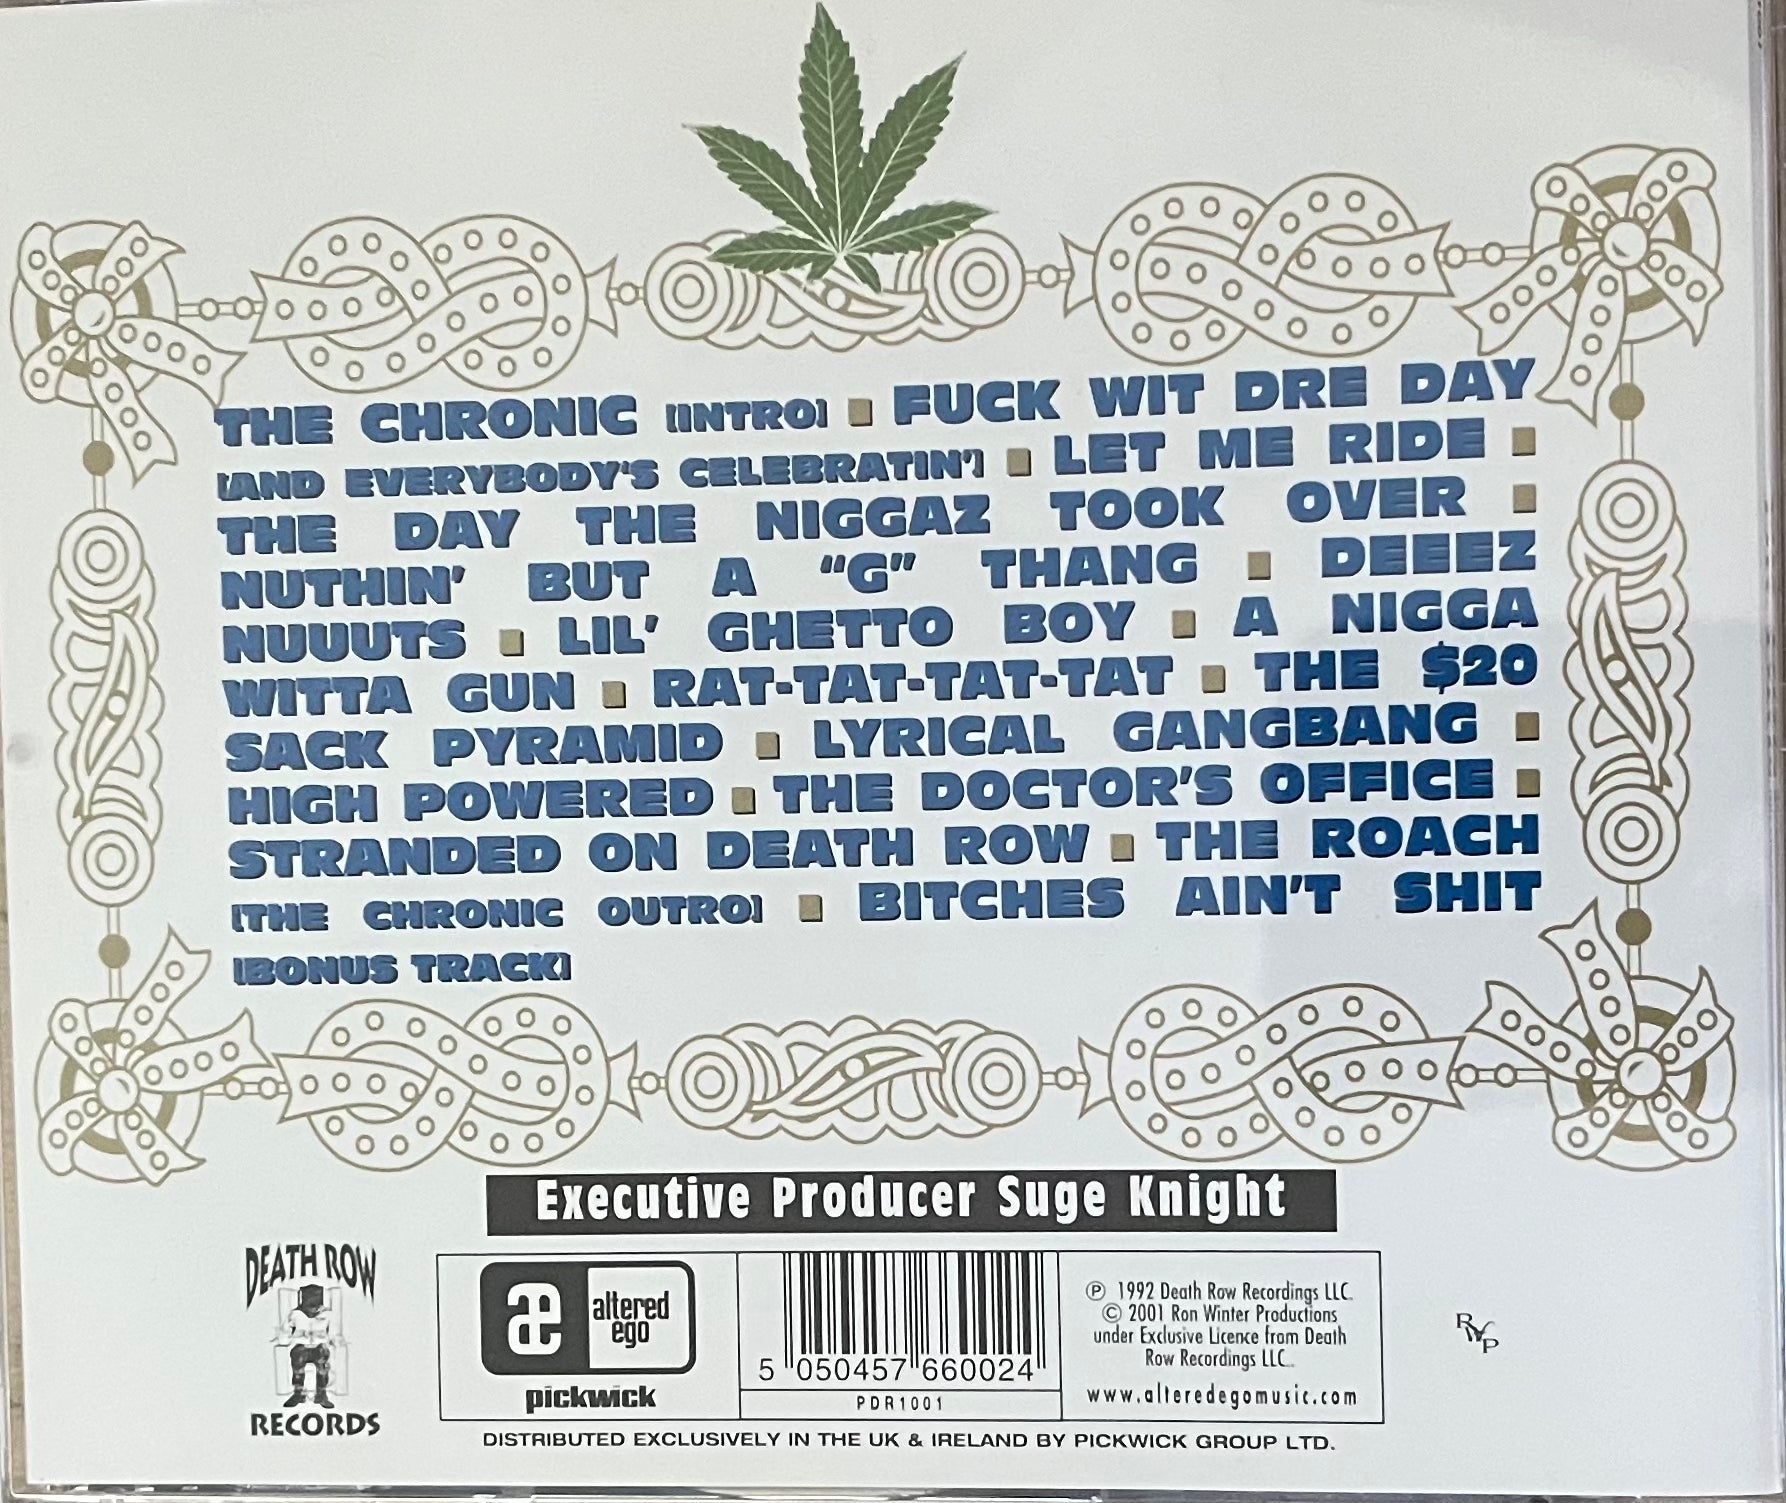 THE CHRONIC [INTRO] ■ FUCK WIT DRE DAY
[AND EVERYBODY'S CELEBRATIN'] ■ LET ME RIDE ■
THE DAY THE NIGGAZ TOOK OVER ■
NUTHIN' BUT A “G” THANG ■ DEEEZ
NUUUTS ■ LIL' GHETTO BOY ■ A NIGGA
WITTA GUN ■ RAT-TAT-TAT-TAT ■ THE $20
SACK PYRAMID ■ LYRICAL GANGBANG ■
HIGH POWERED ■ THE DOCTOR'S OFFICE ■
STRANDED ON DEATH ROW ■ THE ROACH
[THE CHRONIC OUTRO] ■ BITCHES AIN'T SHIT
[BONUS TRACK]
Executive Producer Suge Knight
DEATH ROW
RECORDS
æ altered
ego
pickwick
5 050457 660024
PDR1001
℗ 1992 Death Row Recordings LLC.
© 2001 Ron Winter Productions
under Exclusive Licence from Death
Row Recordings LLC.
www.alteredegomusic.com
RWP
DISTRIBUTED EXCLUSIVELY IN THE UK & IRELAND BY PICKWICK GROUP LTD.